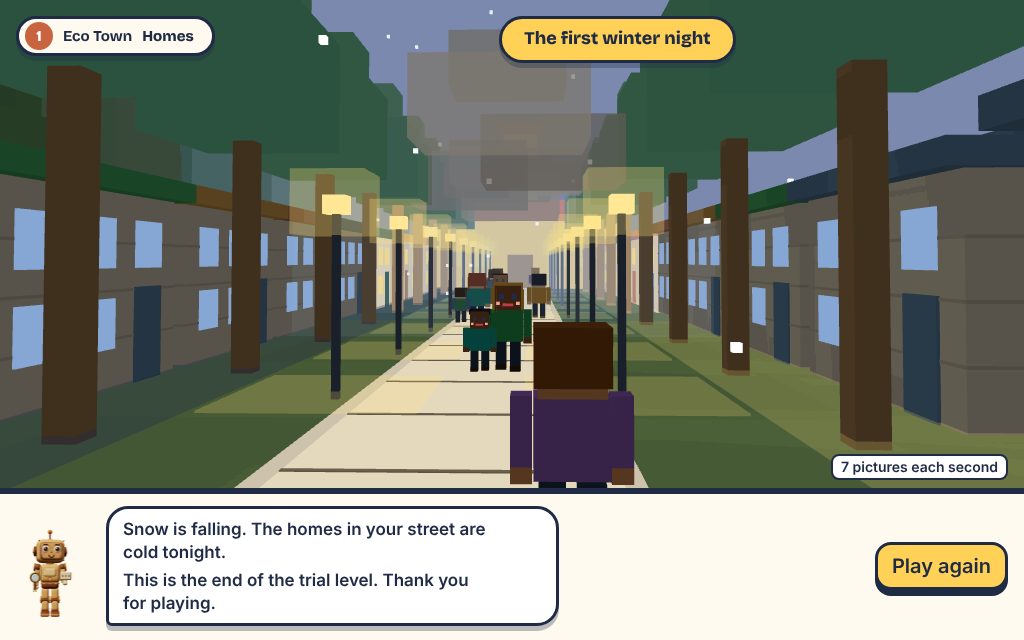 1 Eco Town Homes
The first winter night
7 pictures each second
Snow is falling. The homes in your street are
cold tonight.
This is the end of the trial level. Thank you
for playing.
Play again